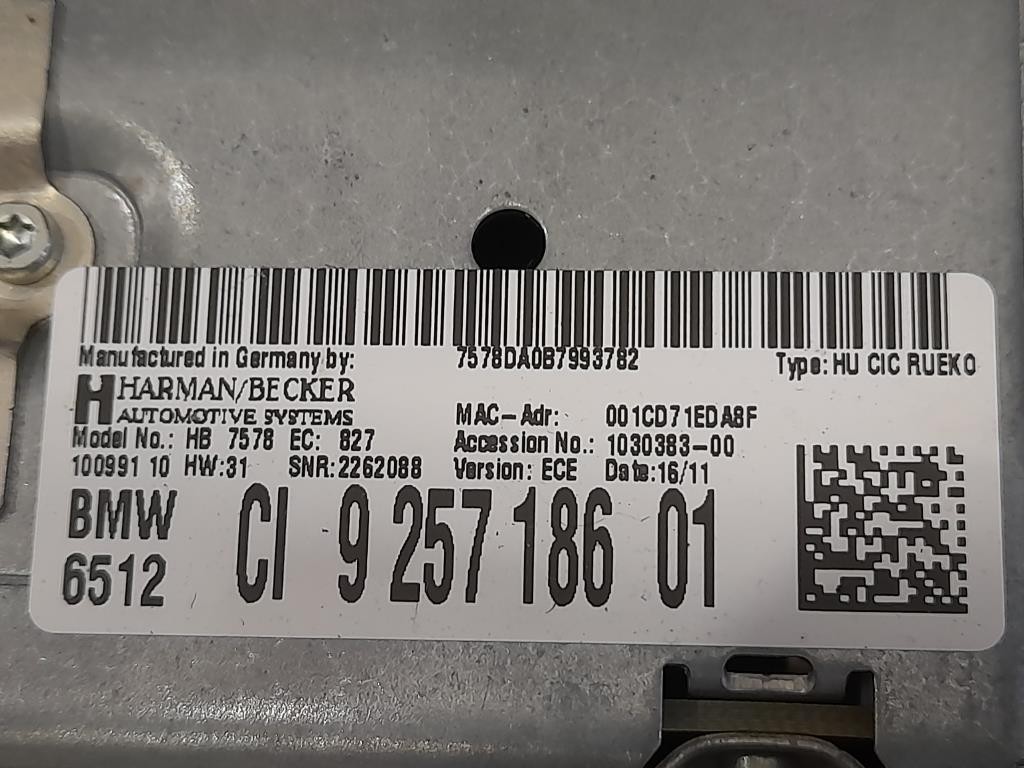 Manufactured in Germany by: 7578DA0B7993782 Type: HU CIC RUEKO
HARMAN/BECKER
AUTOMOTIVE SYSTEMS MAC-Adr: 001CD71EDA8F
Model No.: HB 7578 EC: 827 Accession No.: 1030383-00
100991 10 HW:31 SNR:2262088 Version: ECE Date:16/11
BMW CI 9 257 186 01
6512